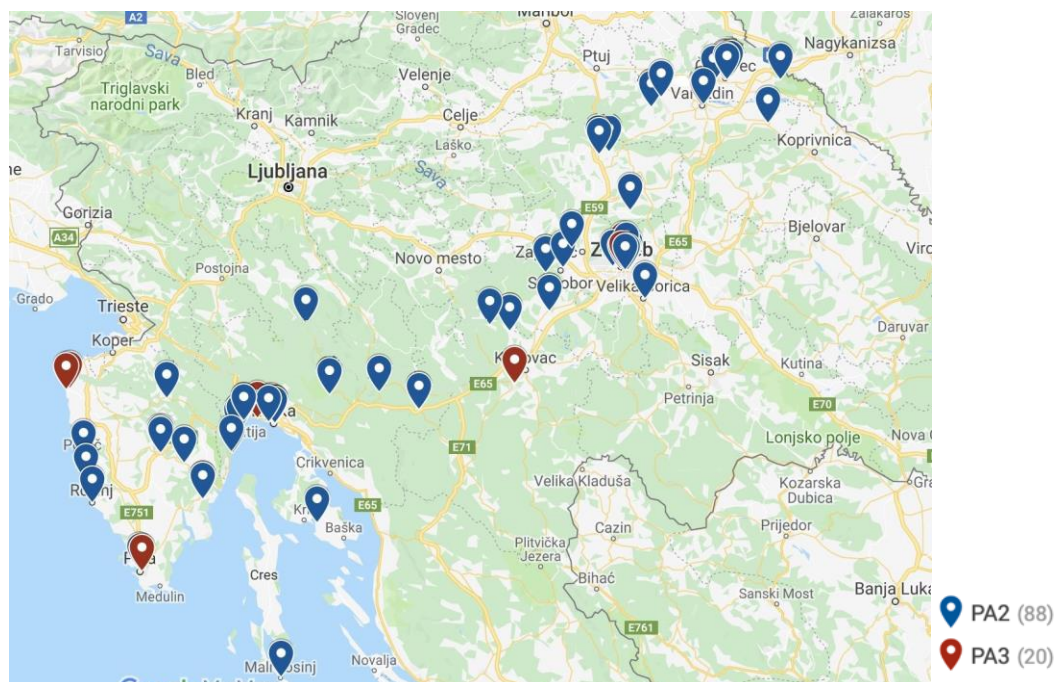 Slovenj
Gradec
Maribor
Zalakaros
A2
Tarvisio
Sava
Bled
Velenje
Ptuj
Nagykanizsa
Triglavski
narodni park
Kranj
Kamnik
Celje
Laško
Koprivnica
Ljubljana
Sava
Gorizia
A34
E59
E65
Bjelovar
Novo mesto
Postojna
Grado
Trieste
Koper
Velika Gorica
Daruvar
Sisak
Kutina
E65
Petrinja
E70
E71
Lonjsko polje
Nova
Crikvenica
Velika Kladuša
Kozarska
Dubica
E751
E65
Baška
Cazin
Prijedor
Plitvička
Jezera
Medulin
Cres
Bihać
Sanski Most
Banja Luka
E761
Novalja
PA2 (88)
PA3 (20)